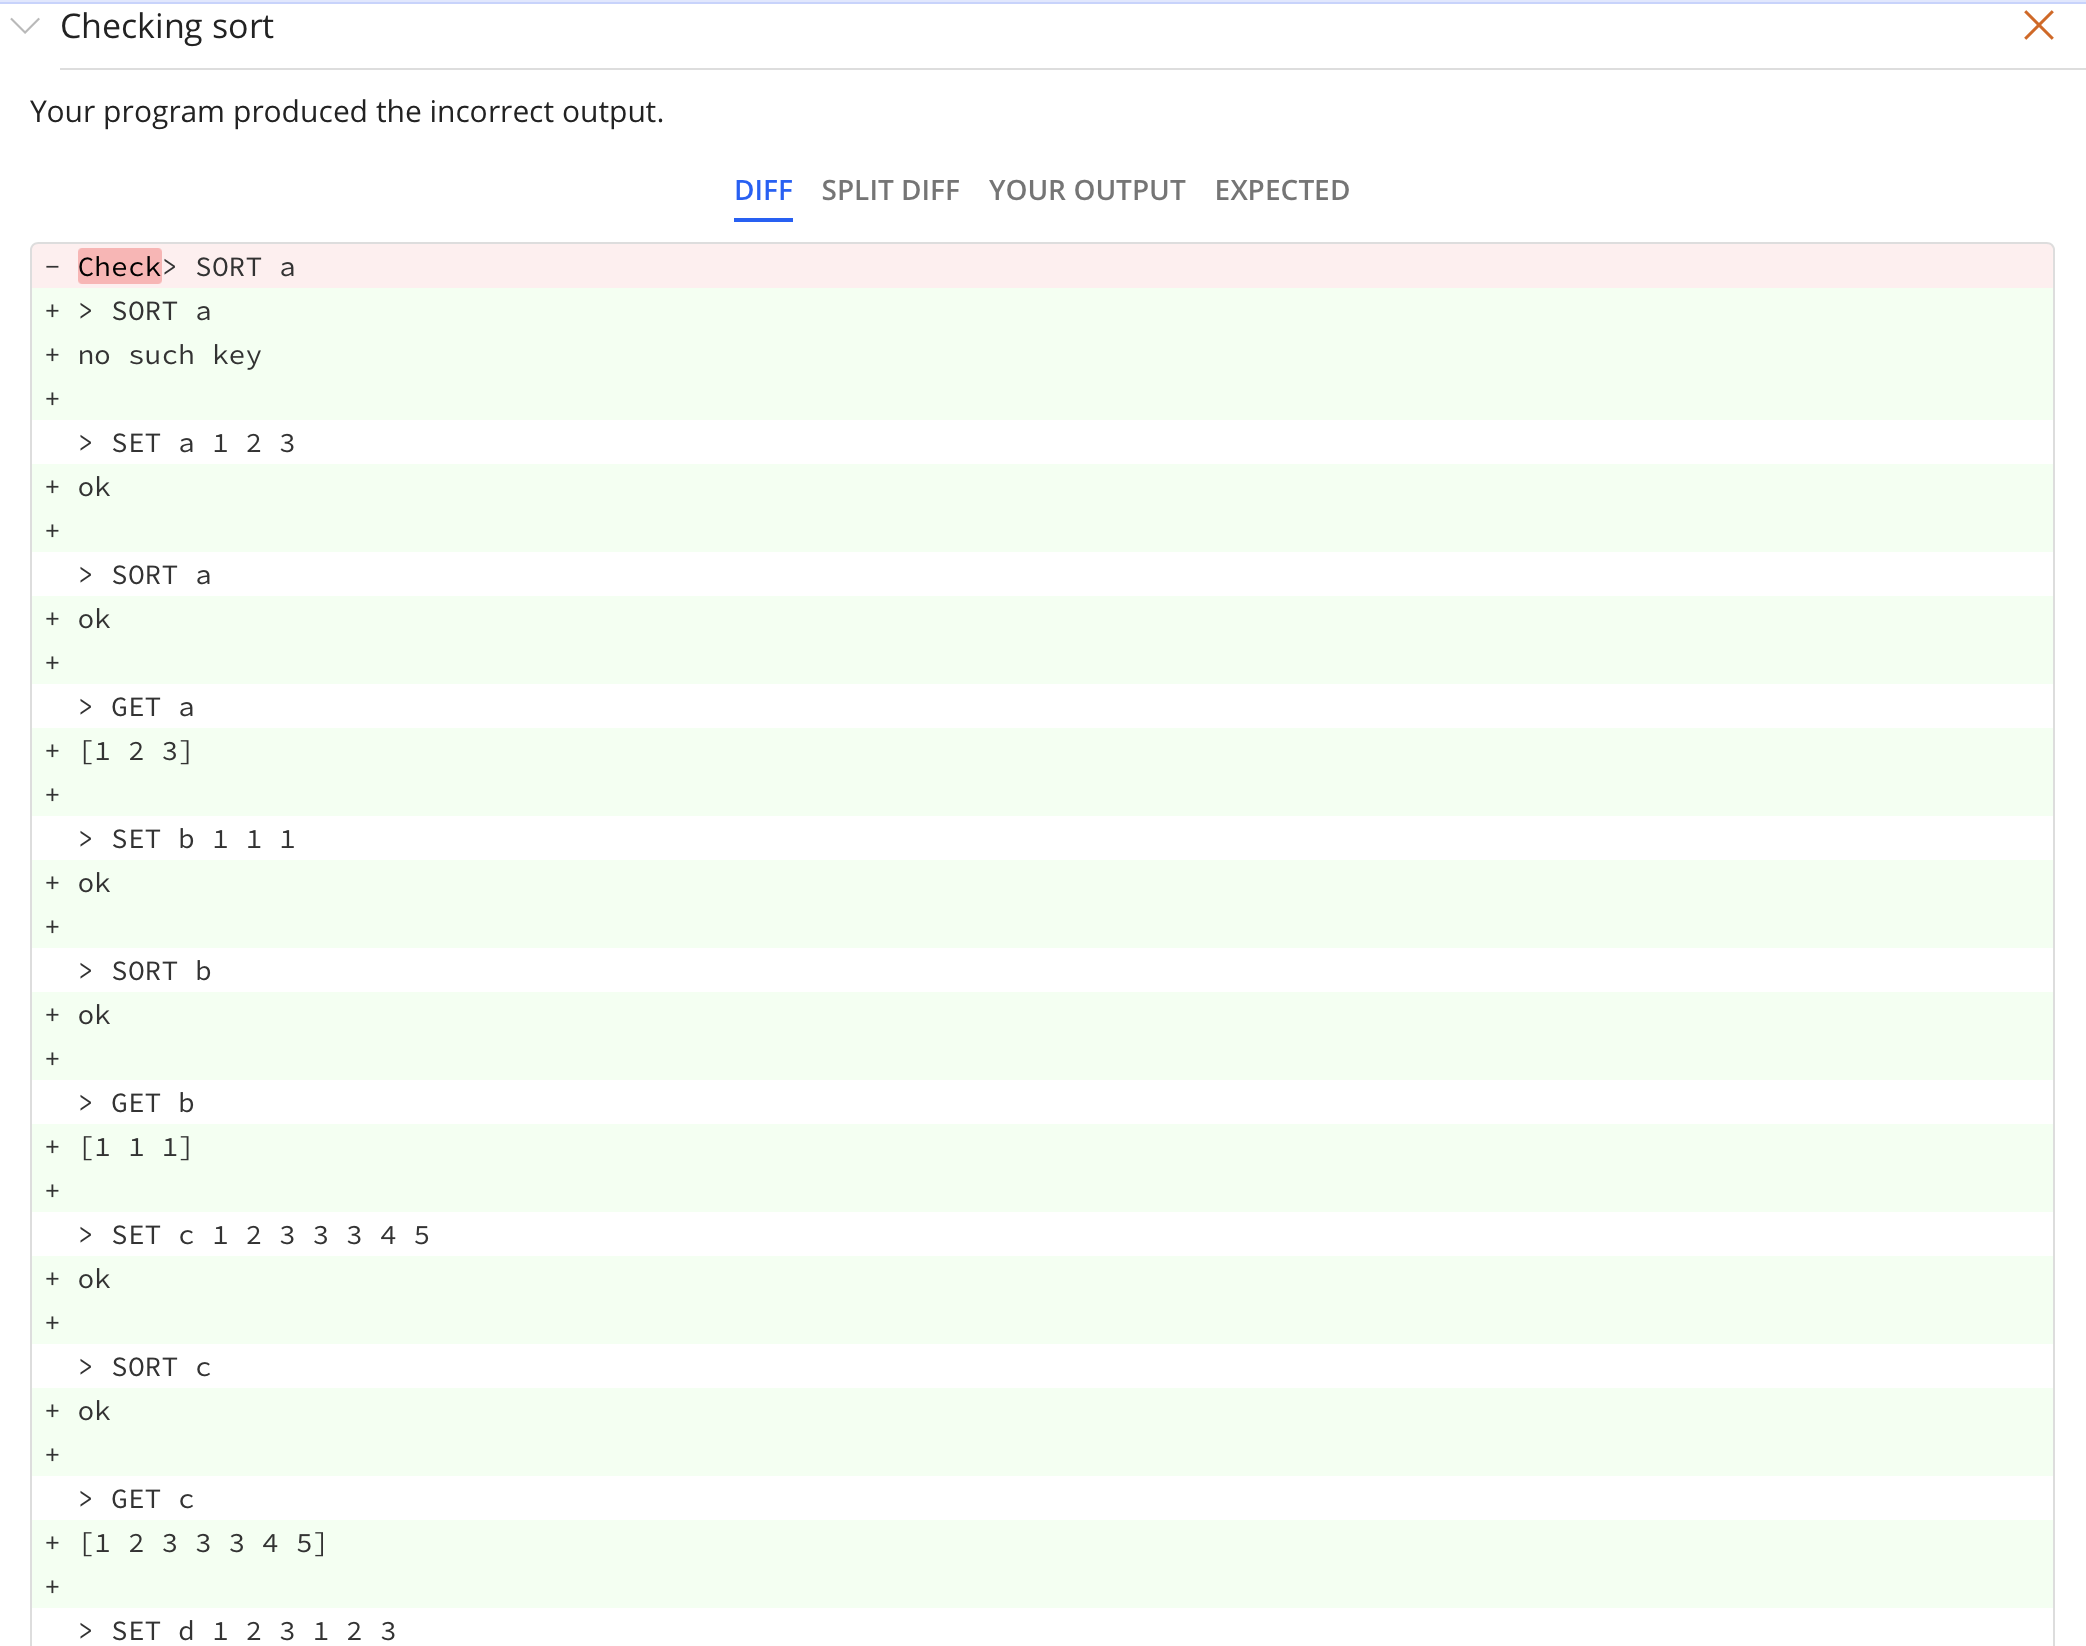 Checking sort
Your program produced the incorrect output.
DIFF SPLIT DIFF YOUR OUTPUT EXPECTED
- Check> SORT a
+ > SORT a
+ no such key
+
> SET a 1 2 3
+ ok
+
> SORT a
+ ok
+
> GET a
+ [1 2 3]
+
> SET b 1 1 1
+ ok
+
> SORT b
+ ok
+
> GET b
+ [1 1 1]
+
> SET c 1 2 3 3 3 4 5
+ ok
+
> SORT c
+ ok
+
> GET c
+ [1 2 3 3 3 4 5]
+
> SET d 1 2 3 1 2 3